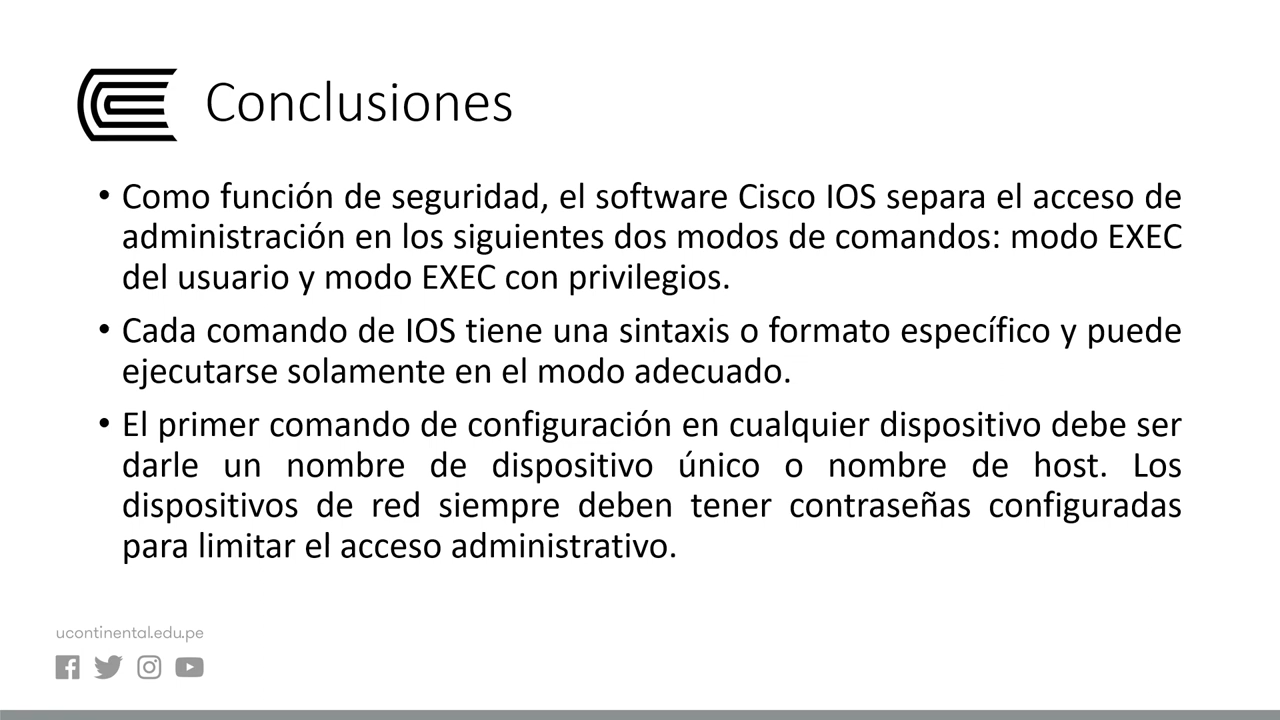 Conclusiones
• Como función de seguridad, el software Cisco IOS separa el acceso de
administración en los siguientes dos modos de comandos: modo EXEC
del usuario y modo EXEC con privilegios.
• Cada comando de IOS tiene una sintaxis o formato específico y puede
ejecutarse solamente en el modo adecuado.
• El primer comando de configuración en cualquier dispositivo debe ser
darle un nombre de dispositivo único o nombre de host. Los
dispositivos de red siempre deben tener contraseñas configuradas
para limitar el acceso administrativo.
ucontinental.edu.pe